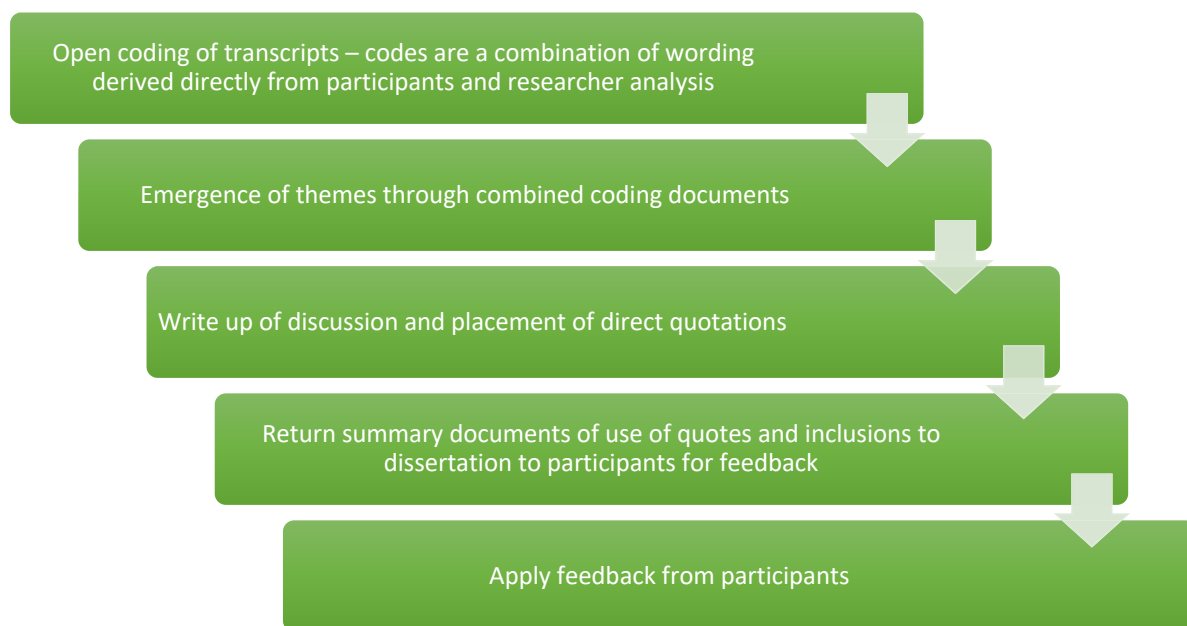 Open coding of transcripts – codes are a combination of wording
derived directly from participants and researcher analysis
Emergence of themes through combined coding documents
Write up of discussion and placement of direct quotations
Return summary documents of use of quotes and inclusions to
dissertation to participants for feedback
Apply feedback from participants